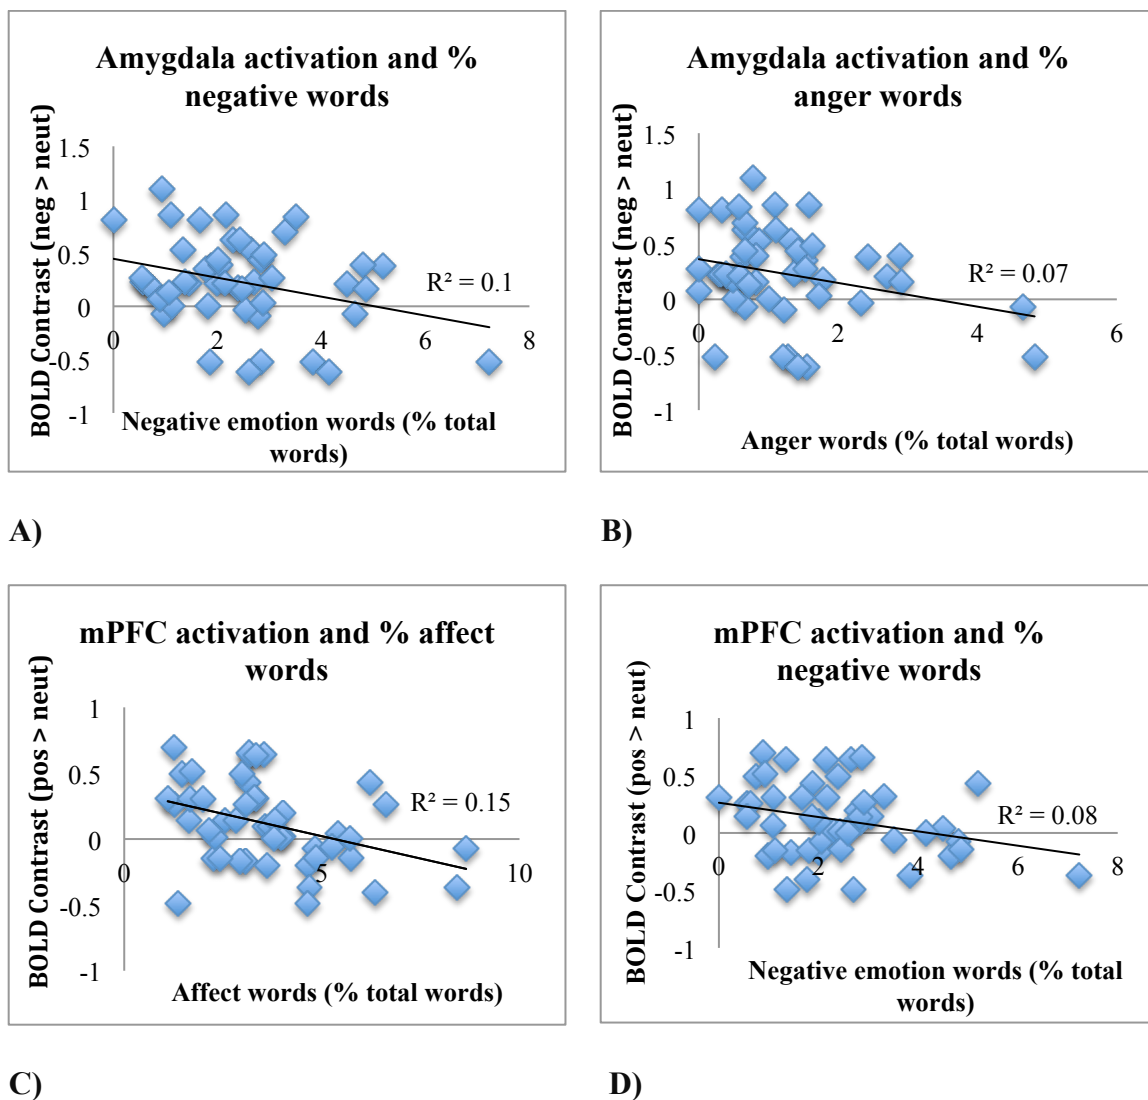 Amygdala activation and %
negative words
BOLD Contrast (neg > neut)
1.5
1
0.5
0
-0.5
-1
0
2
4
6
8
R² = 0.1
Negative emotion words (% total
words)
A)
Amygdala activation and %
anger words
BOLD Contrast (neg > neut)
1.5
1
0.5
0
-0.5
-1
0
2
4
6
R² = 0.07
Anger words (% total words)
B)
mPFC activation and % affect
words
BOLD Contrast (pos > neut)
1
0.5
0
-0.5
-1
0
5
10
R² = 0.15
Affect words (% total words)
C)
mPFC activation and %
negative words
BOLD Contrast (pos > neut)
1
0.5
0
-0.5
-1
0
2
4
6
8
R² = 0.08
Negative emotion words (% total
words)
D)